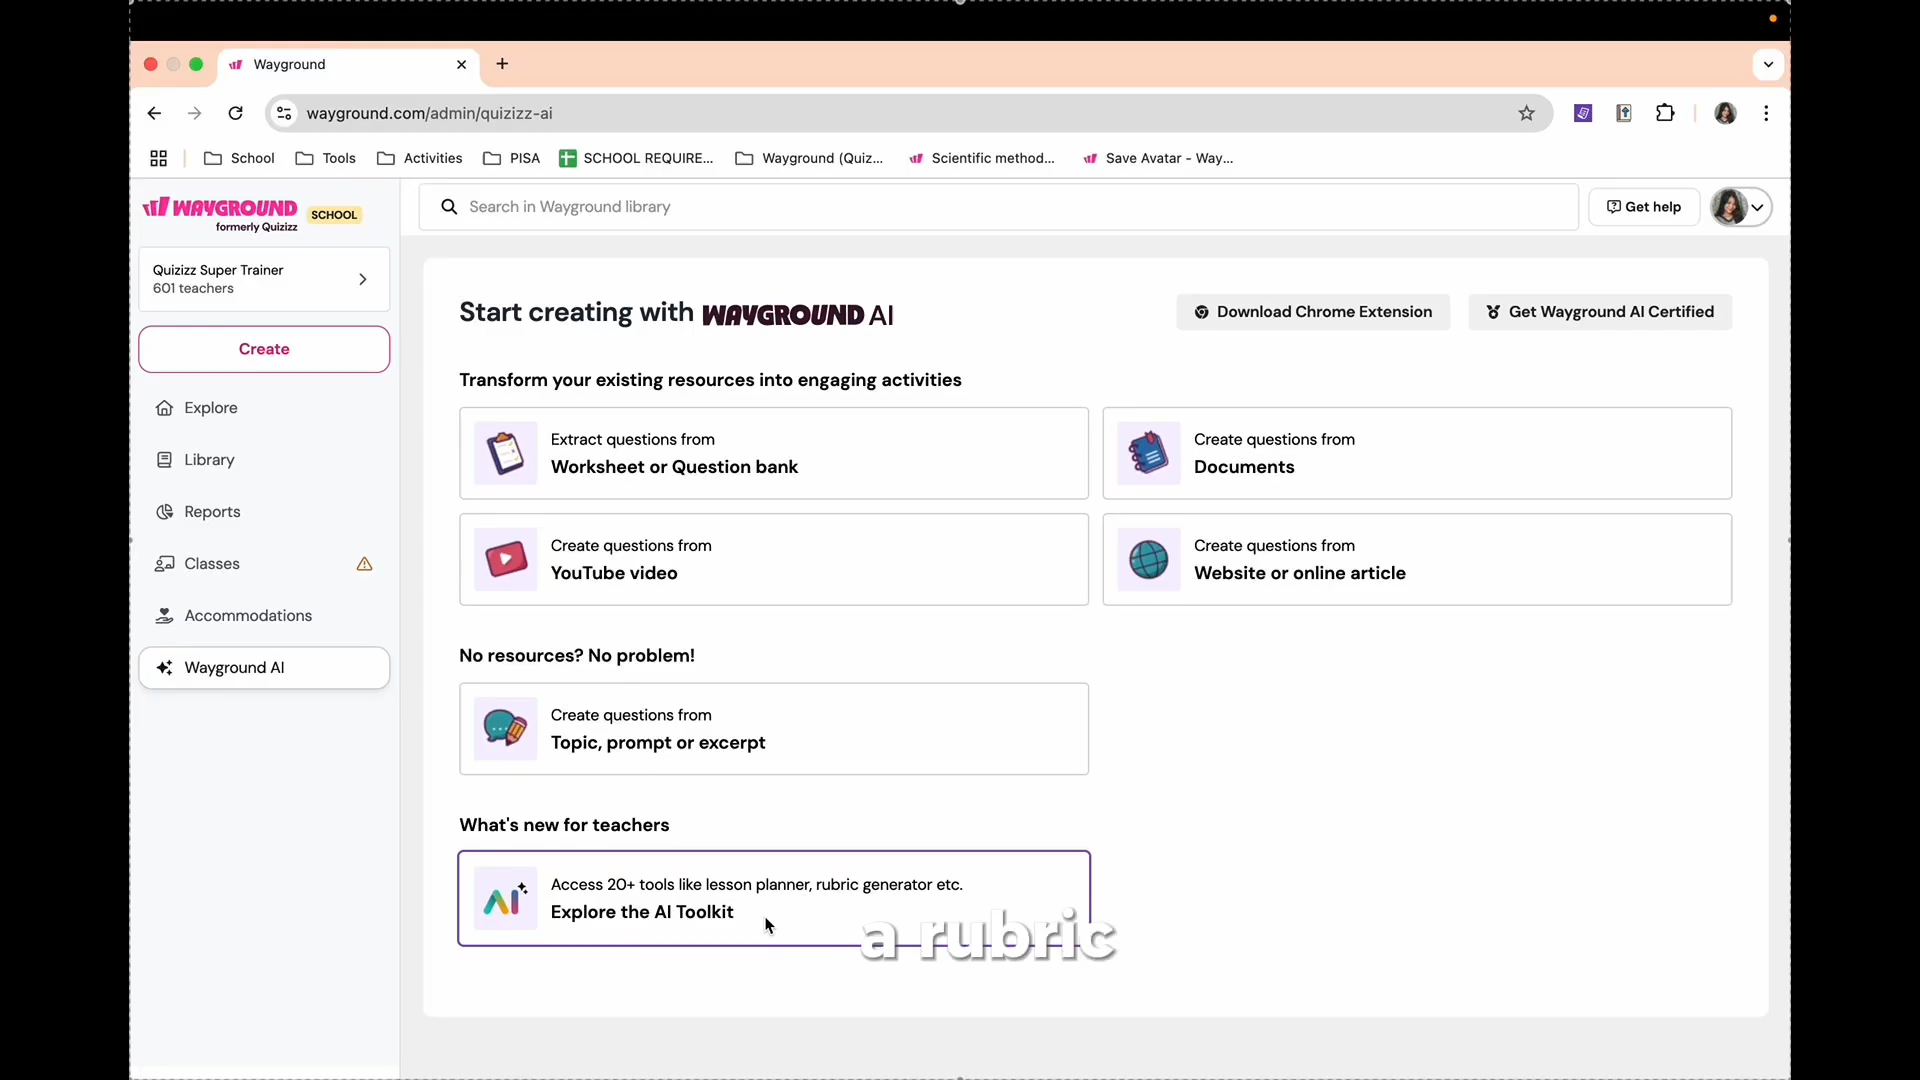 Wayground
wayground.com/admin/quizizz-ai
School
Tools
Activities
PISA
SCHOOL REQUIRE...
Wayground (Quiz...
Scientific method...
Save Avatar - Way...
WAYGROUND
formerly Quizizz
SCHOOL
Search in Wayground library
Get help
Quizizz Super Trainer
601 teachers
Create
Explore
Library
Reports
Classes
Accommodations
Wayground AI
Start creating with WAYGROUND AI
Download Chrome Extension
Get Wayground AI Certified
Transform your existing resources into engaging activities
Extract questions from
Worksheet or Question bank
Create questions from
Documents
Create questions from
YouTube video
Create questions from
Website or online article
No resources? No problem!
Create questions from
Topic, prompt or excerpt
What's new for teachers
AI
Access 20+ tools like lesson planner, rubric generator etc.
Explore the AI Toolkit
a rubric